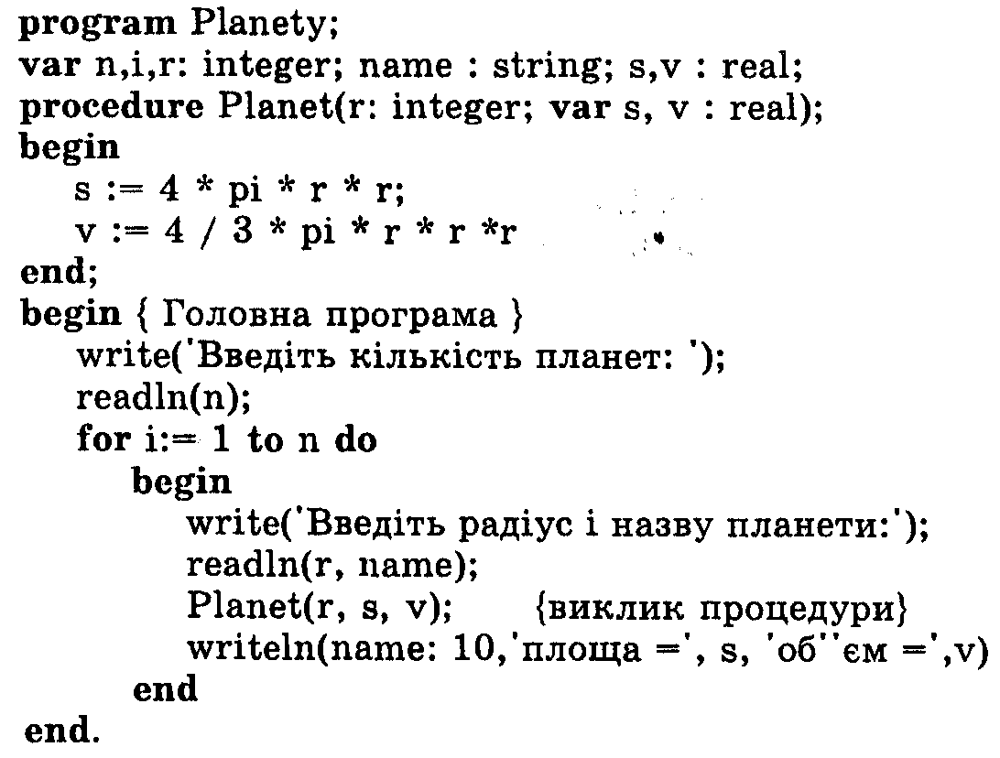 program Planety;
var n,i,r: integer; name : string; s,v : real;
procedure Planet(r: integer; var s, v : real);
begin
s := 4 * pi * r * r;
v := 4 / 3 * pi * r * r *r
end;
begin { Головна програма }
write('Введіть кількість планет: ');
readln(n);
for i:= 1 to n do
begin
write('Введіть радіус і назву планети:');
readln(r, name);
Planet(r, s, v); {виклик процедури}
writeln(name: 10,'площа =', s, 'об''єм =',v)
end
end.